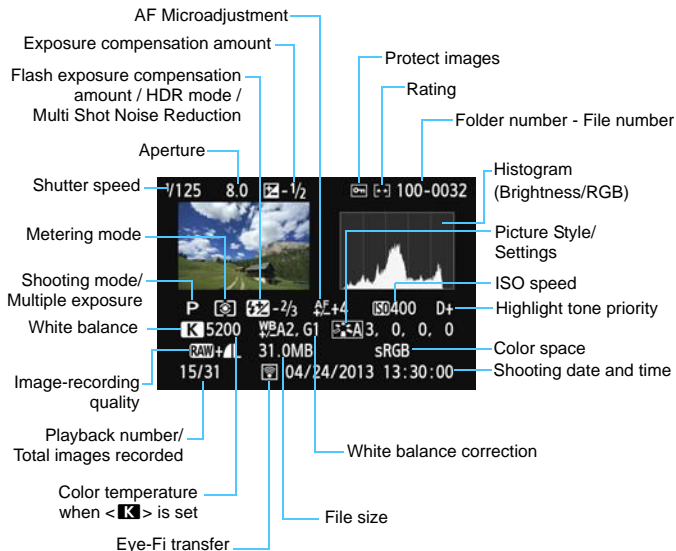 AF Microadjustment
Exposure compensation amount
Flash exposure compensation
amount / HDR mode /
Multi Shot Noise Reduction
Aperture
Shutter speed
Metering mode
Shooting mode/
Multiple exposure
White balance
Image-recording
quality
Playback number/
Total images recorded
Color temperature
when < K > is set
Eye-Fi transfer
Protect images
Rating
Folder number - File number
Histogram
(Brightness/RGB)
Picture Style/
Settings
ISO speed
Highlight tone priority
Color space
Shooting date and time
White balance correction
File size
1/125 8.0 -1/2 100-0032
P -2/3 AF+4 ISO 400 D+
K 5200 WB A2, G1 A 3, 0, 0, 0
RAW+L 31.0MB sRGB
15/31 04/24/2013 13:30:00